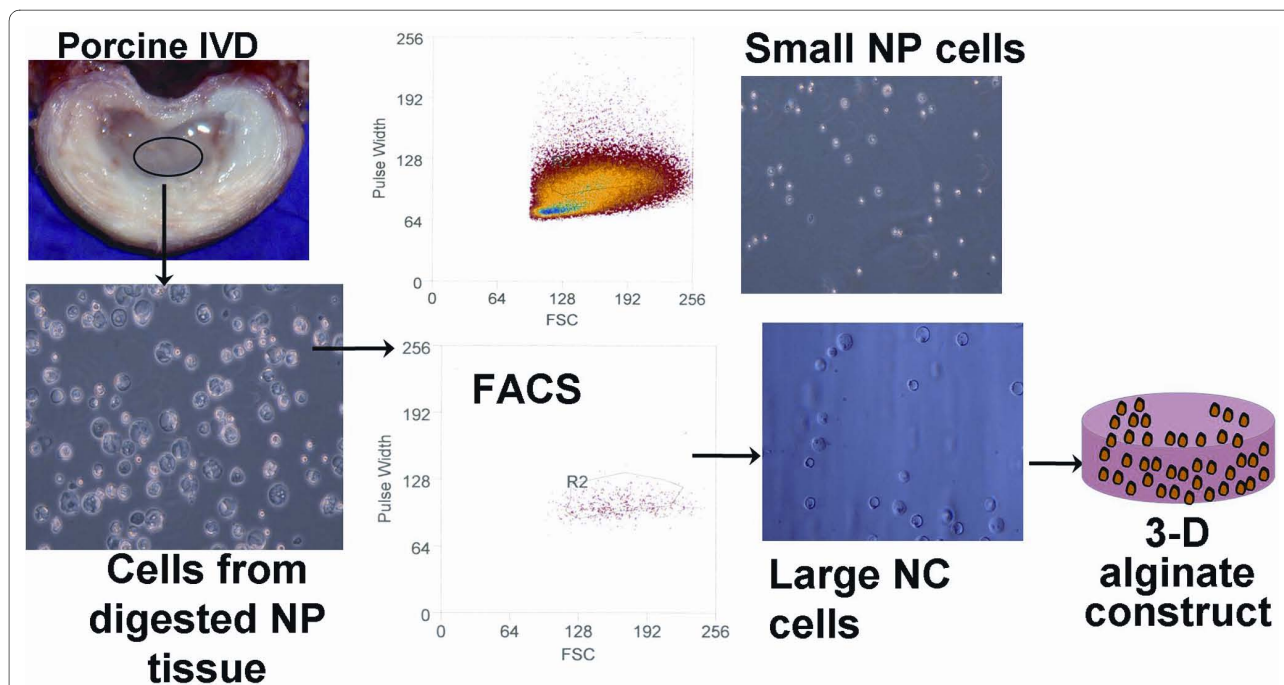 Porcine IVD
Cells from
digested NP
tissue
256
192
128
64
0
Pulse Width
0 64 128 192 256
FSC
256
192
128
64
0
Pulse Width
FACS
R2
0 64 128 192 256
FSC
Small NP cells
Large NC
cells
3-D
alginate
construct